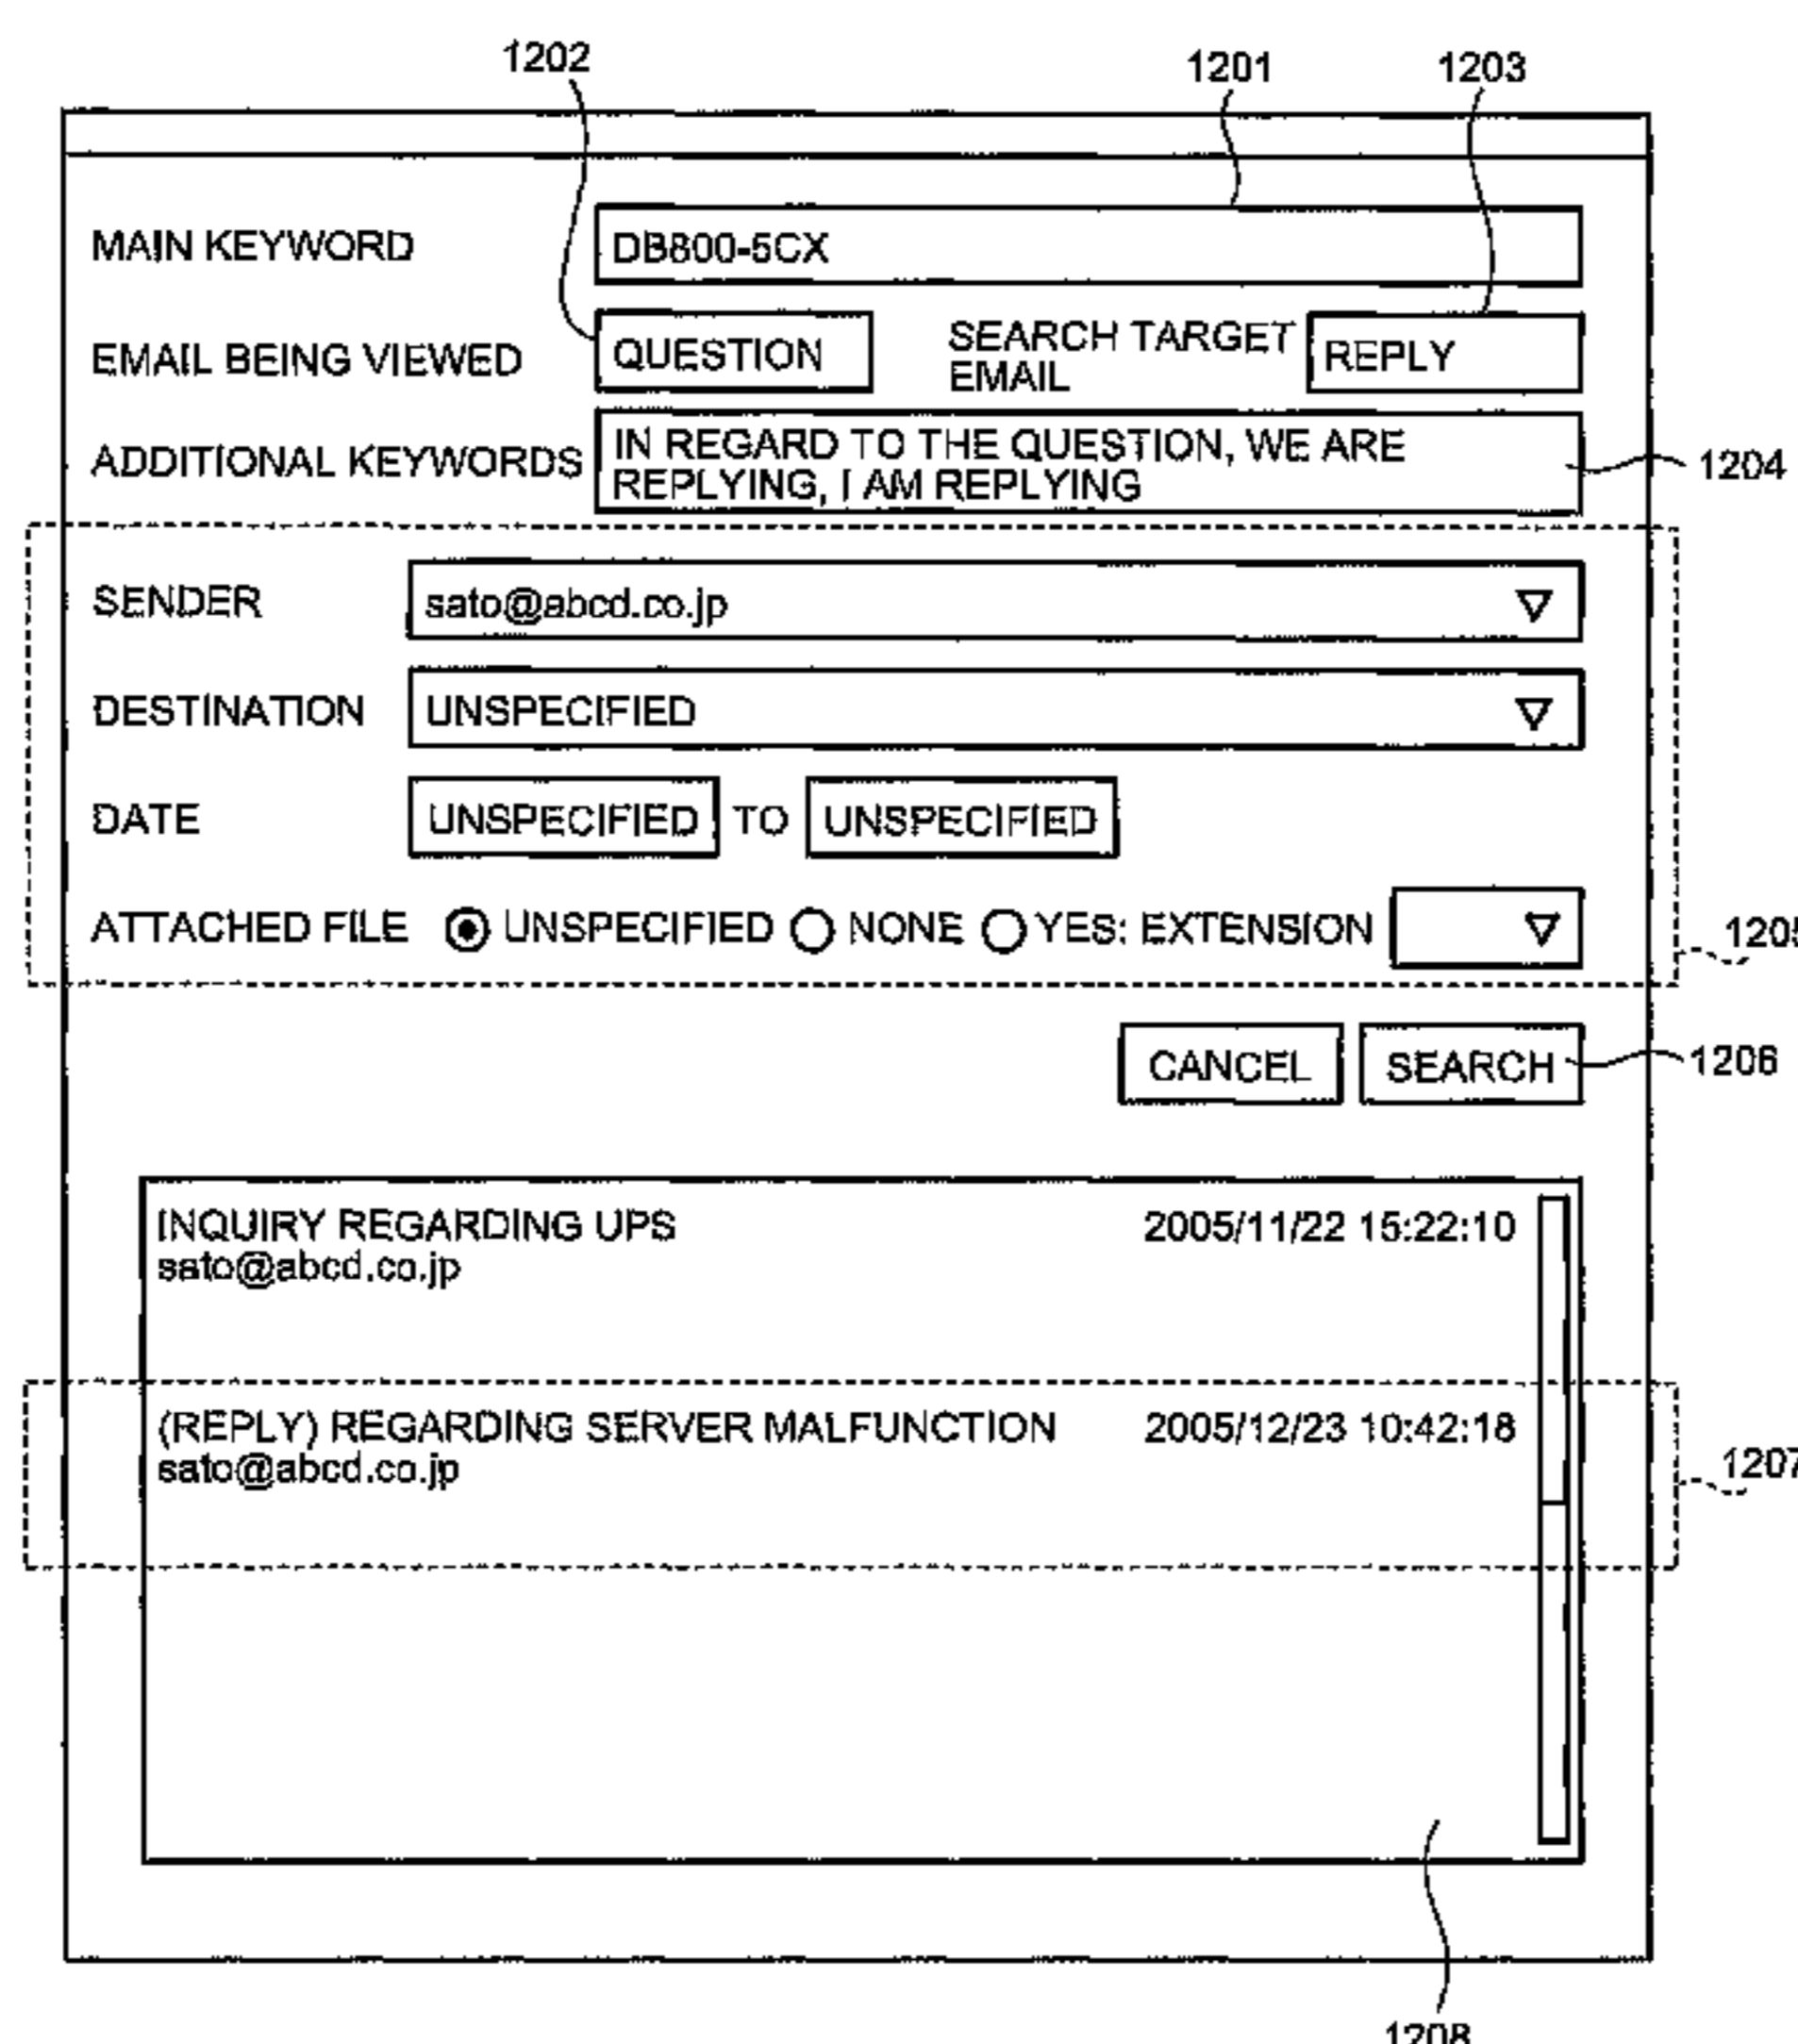 1202
1201
1203
MAIN KEYWORD DB800-5CX
EMAIL BEING VIEWED QUESTION SEARCH TARGET EMAIL REPLY
ADDITIONAL KEYWORDS IN REGARD TO THE QUESTION, WE ARE
REPLYING, I AM REPLYING
1204
SENDER sato@abcd.co.jp
DESTINATION UNSPECIFIED
DATE UNSPECIFIED TO UNSPECIFIED
ATTACHED FILE UNSPECIFIED NONE YES: EXTENSION
1205
CANCEL SEARCH 1206
INQUIRY REGARDING UPS 2005/11/22 15:22:10
sato@abcd.co.jp
(REPLY) REGARDING SERVER MALFUNCTION 2005/12/23 10:42:18
sato@abcd.co.jp
1207
1208